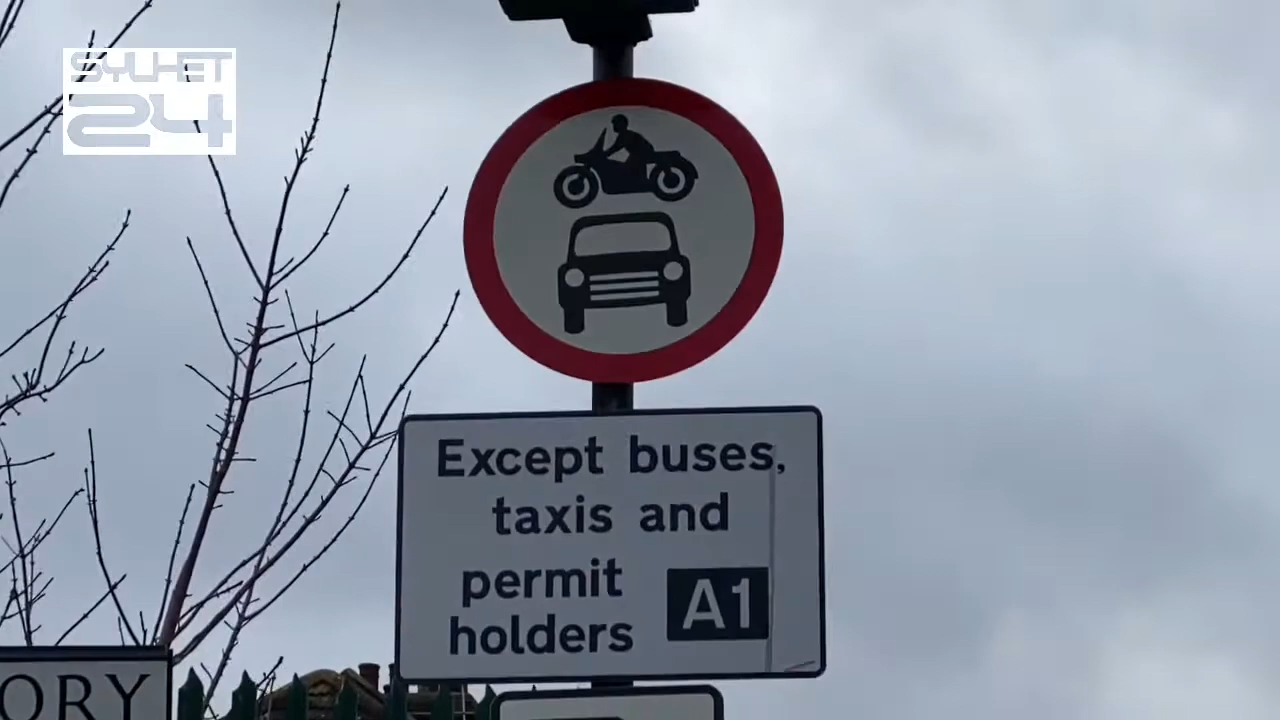 SYLHET
24
Except buses,
taxis and
permit
holders A1
ORY